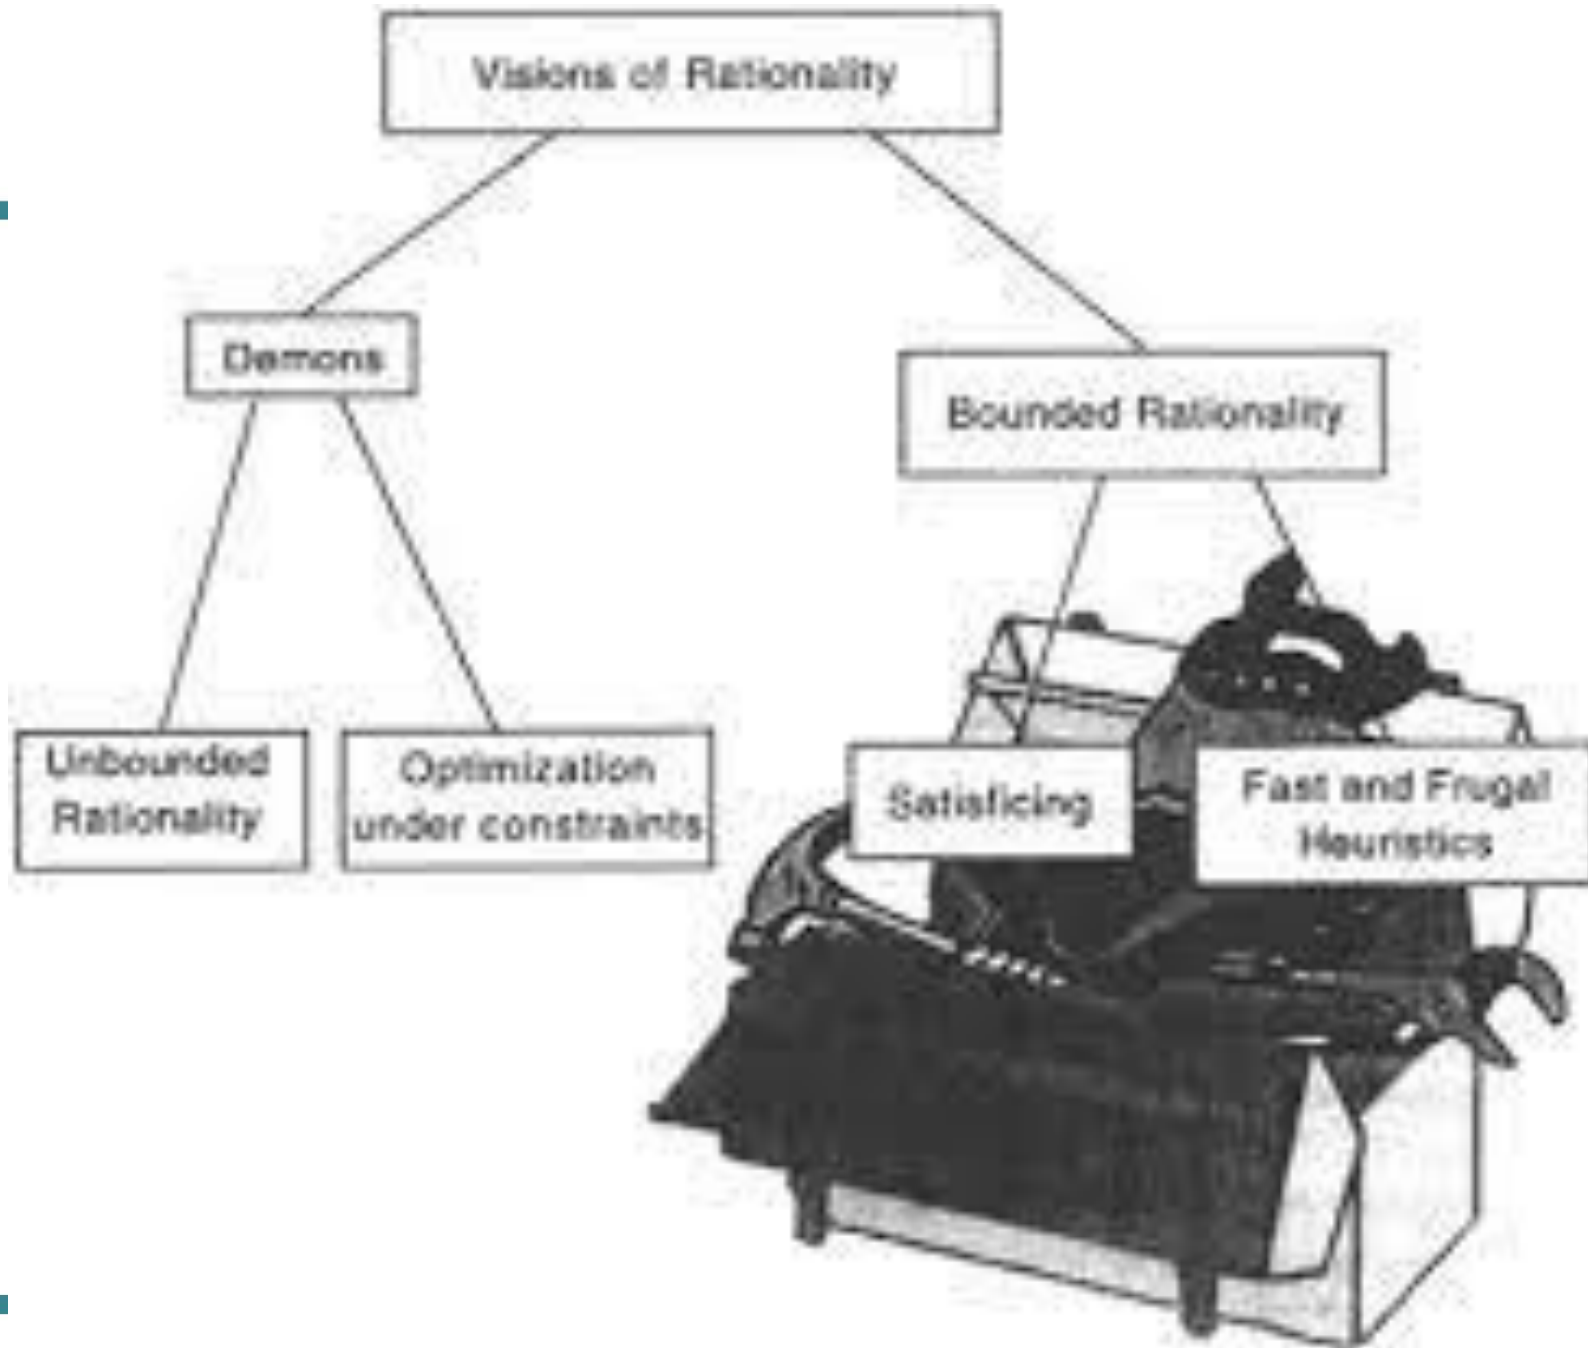 Visions of Rationality
Demons
Bounded Rationality
Unbounded
Rationality
Optimization
under constraints
Satisficing
Fast and Frugal
Heuristics